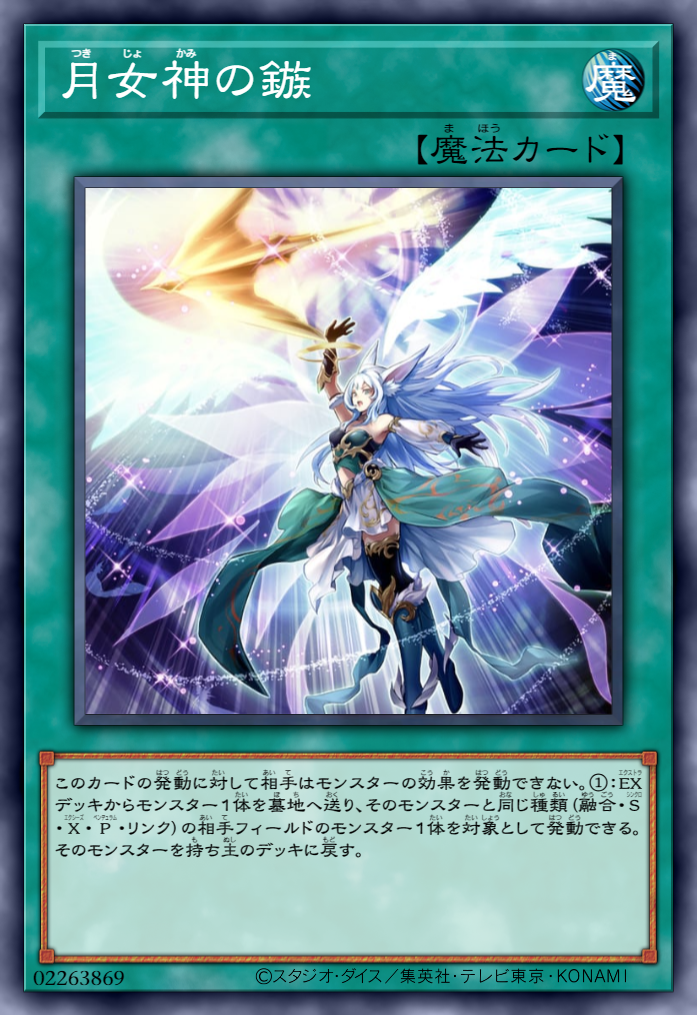 月女神の鏃
魔
【魔法カード】
このカードの発動に対して相手はモンスターの効果を発動できない。①:EX
デッキからモンスター1体を墓地へ送り、そのモンスターと同じ種類(融合・S
・X・P・リンク)の相手フィールドのモンスター1体を対象として発動できる。
そのモンスターを持ち主のデッキに戻す。
02263869 ©スタジオ・ダイス/集英社・テレビ東京・KONAMI